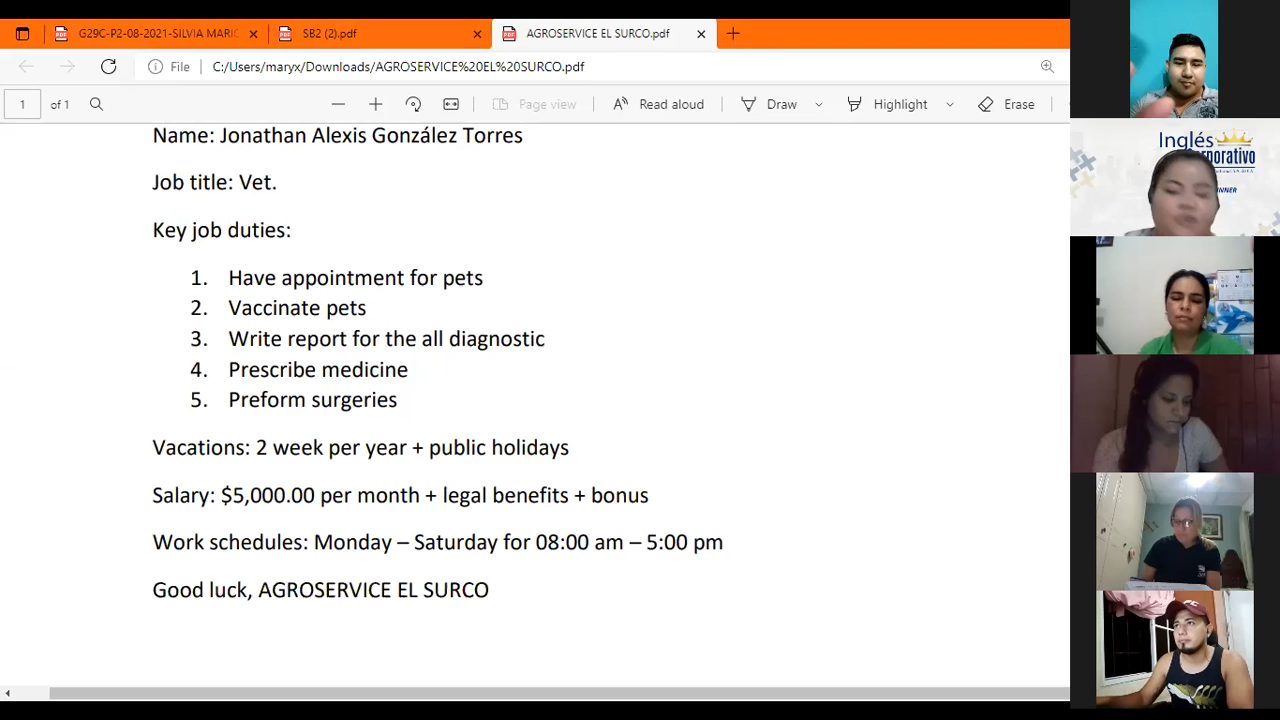 G29C-P2-08-2021-SILVIA MARIC
SB2 (2).pdf
AGROSERVICE EL SURCO.pdf
File
C:/Users/maryx/Downloads/AGROSERVICE%20EL%20SURCO.pdf
1 of 1
Page view
Read aloud
Draw
Highlight
Erase
Name: Jonathan Alexis González Torres
Job title: Vet.
Key job duties:
1. Have appointment for pets
2. Vaccinate pets
3. Write report for the all diagnostic
4. Prescribe medicine
5. Preform surgeries
Vacations: 2 week per year + public holidays
Salary: $5,000.00 per month + legal benefits + bonus
Work schedules: Monday – Saturday for 08:00 am – 5:00 pm
Good luck, AGROSERVICE EL SURCO
Inglés